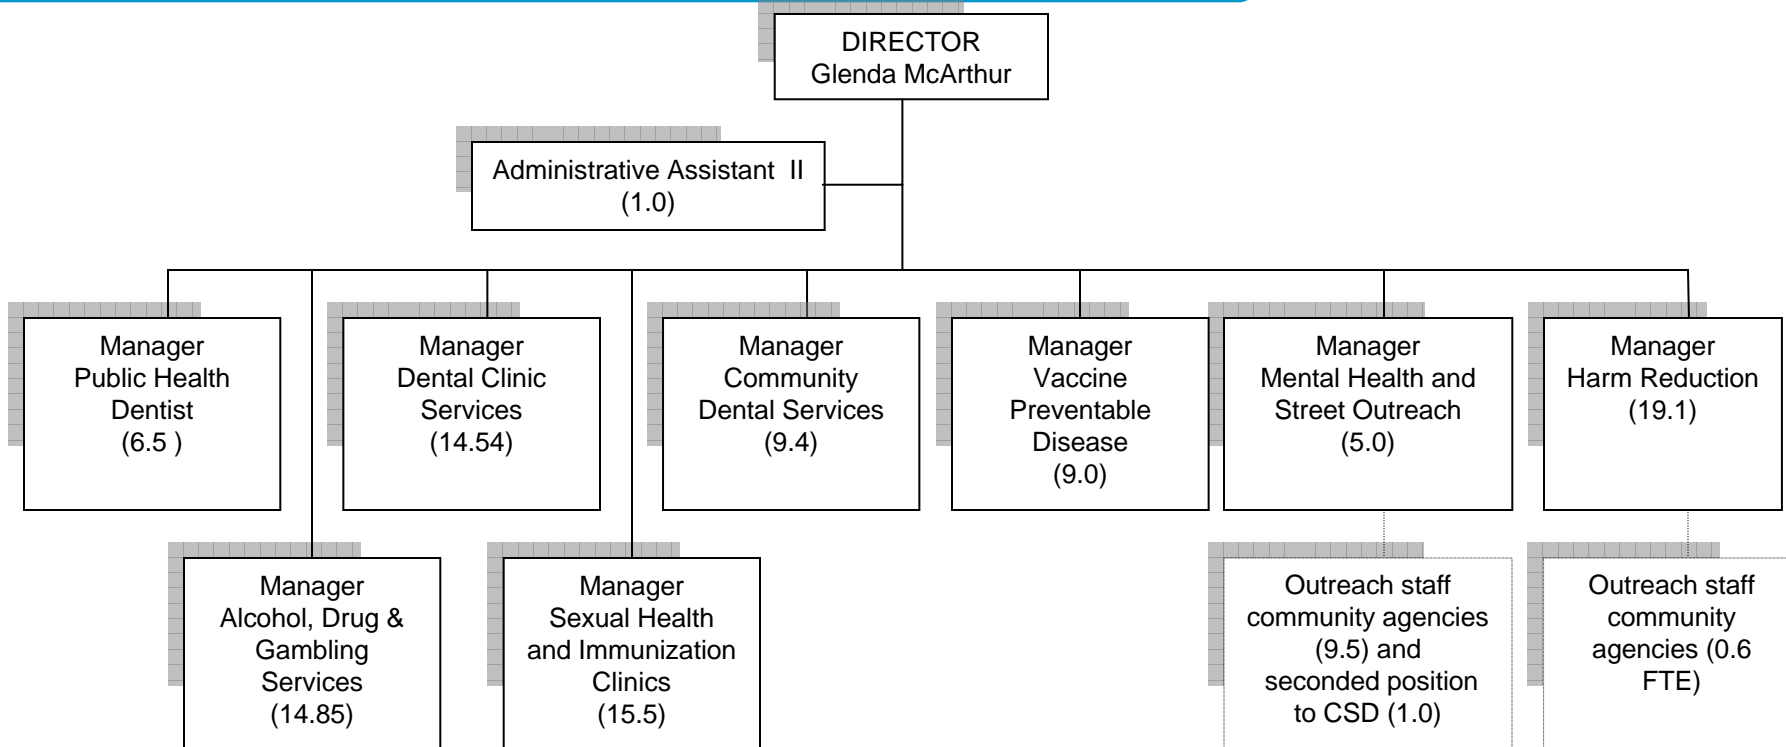 DIRECTOR
Glenda McArthur
Administrative Assistant  II
(1.0)
Manager
Public Health
Dentist
(6.5 )
Manager
Dental Clinic
Services
(14.54)
Manager
Community
Dental Services
(9.4)
Manager
Vaccine
Preventable
Disease
(9.0)
Manager
Mental Health and
Street Outreach
(5.0)
Manager
Harm Reduction
(19.1)
Manager
Alcohol, Drug &
Gambling
Services
(14.85)
Manager
Sexual Health
and Immunization
Clinics
(15.5)
Outreach staff
community agencies
(9.5) and
seconded position
to CSD (1.0)
Outreach staff
community
agencies (0.6
FTE)